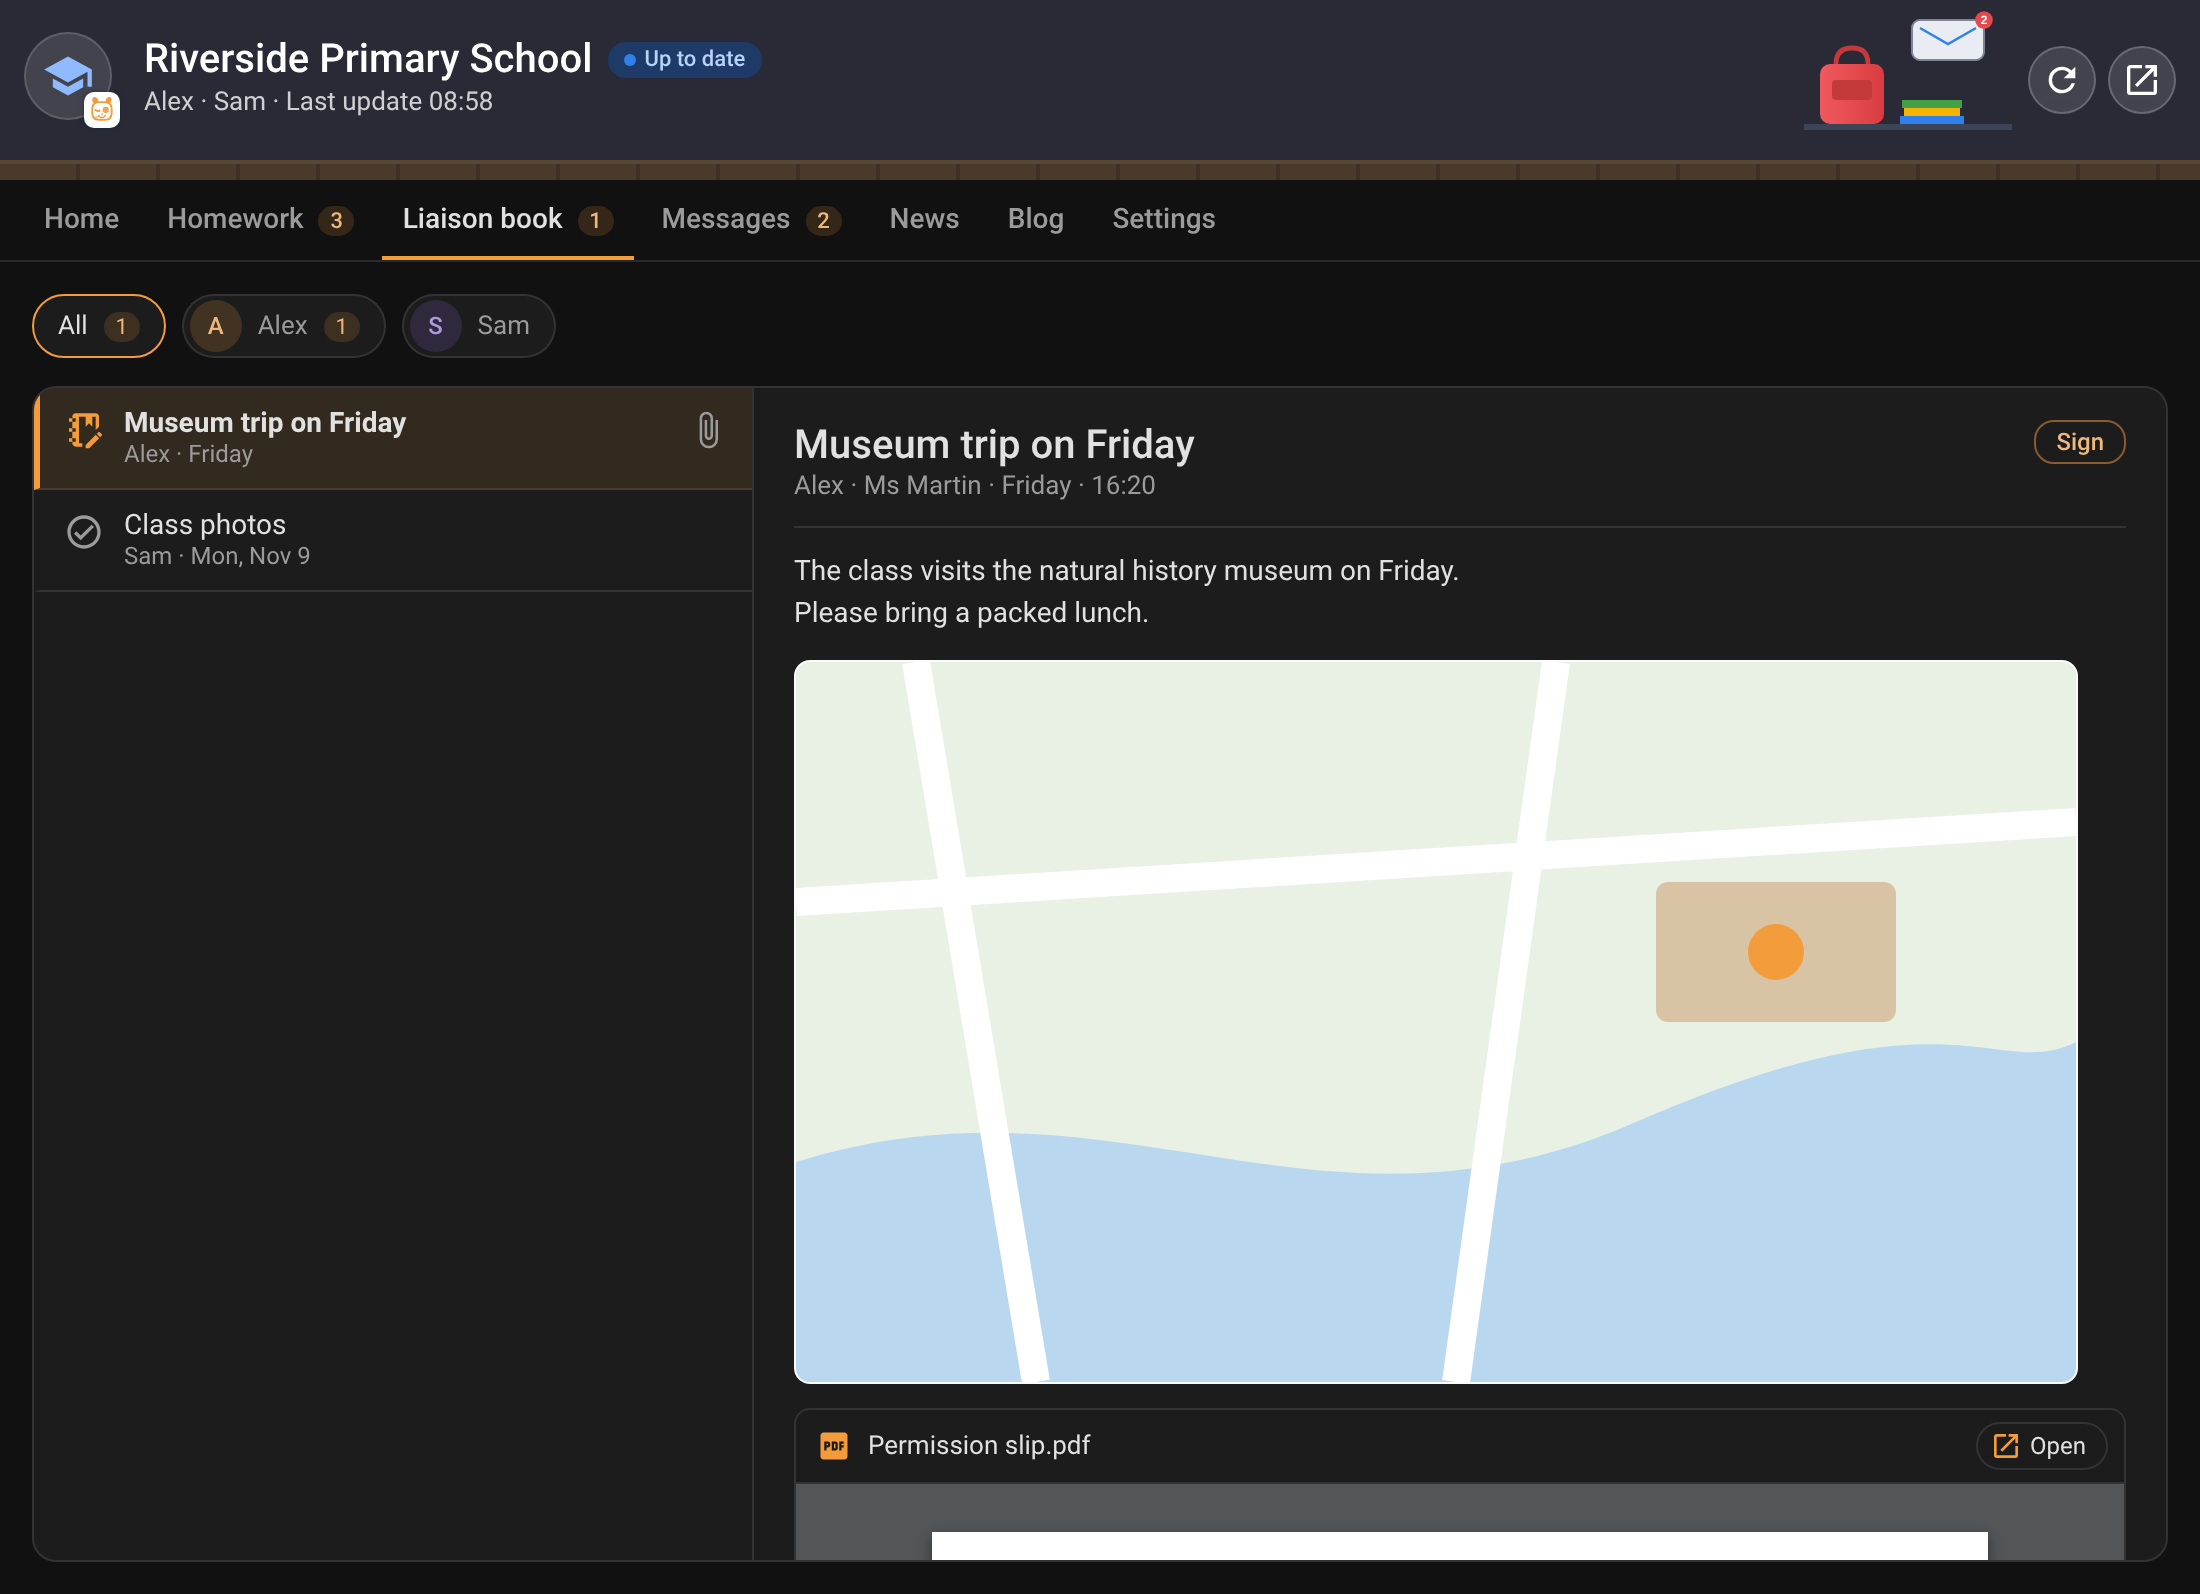 Riverside Primary School
Up to date
Alex · Sam · Last update 08:58
2
Home
Homework 3
Liaison book 1
Messages 2
News
Blog
Settings
All 1
A Alex 1
S Sam
Museum trip on Friday
Alex · Friday
Class photos
Sam · Mon, Nov 9
Museum trip on Friday
Sign
Alex · Ms Martin · Friday · 16:20
The class visits the natural history museum on Friday.
Please bring a packed lunch.
PDF Permission slip.pdf
Open